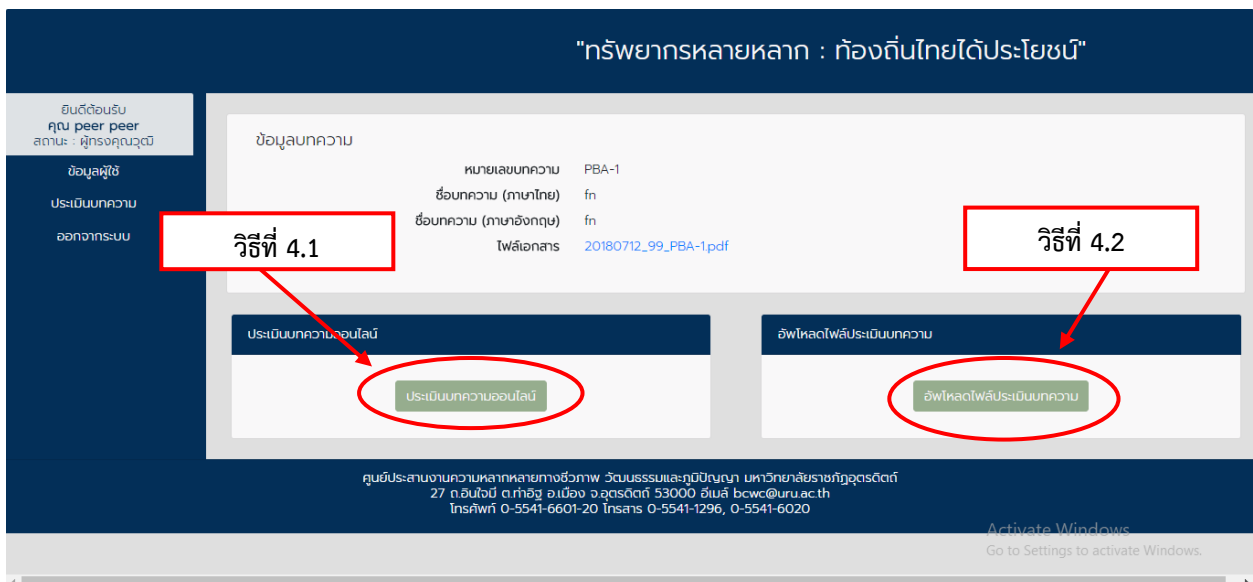 "ทรัพยากรหลายหลาก : ท้องถิ่นไทยได้ประโยชน์"
ยินดีต้อนรับ
คุณ peer peer
สถานะ : ผู้ทรงคุณวุฒิ
ข้อมูลผู้ใช้
ประเมินบทความ
ออกจากระบบ
ข้อมูลบทความ
หมายเลขบทความ PBA-1
ชื่อบทความ (ภาษาไทย) fn
ชื่อบทความ (ภาษาอังกฤษ) fn
ไฟล์เอกสาร 20180712_99_PBA-1.pdf
วิธีที่ 4.1
วิธีที่ 4.2
ประเมินบทความออนไลน์
ประเมินบทความออนไลน์
อัพโหลดไฟล์ประเมินบทความ
อัพโหลดไฟล์ประเมินบทความ
ศูนย์ประสานงานความหลากหลายทางชีวภาพ วัฒนธรรมและภูมิปัญญา มหาวิทยาลัยราชภัฏอุตรดิตถ์
27 ถ.อินใจมี ต.ท่าอิฐ อ.เมือง จ.อุตรดิตถ์ 53000 อีเมล์ bcwc@uru.ac.th
โทรศัพท์ 0-5541-6601-20 โทรสาร 0-5541-1296, 0-5541-6020
Activate Windows
Go to Settings to activate Windows.